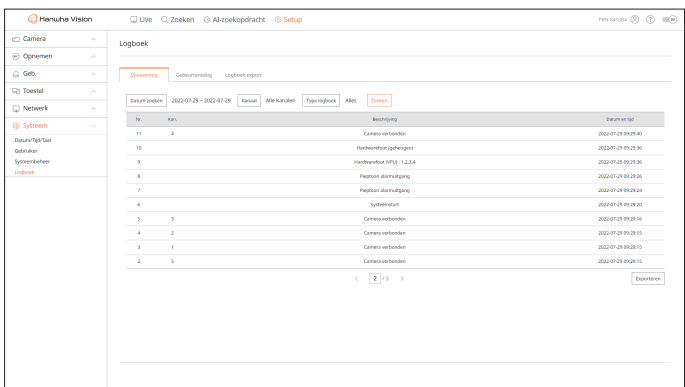 Hanwha Vision
Live Zoeken AI-zoekopdracht Setup
PRN-6410B4
Camera
Opnemen
Geb.
Toestel
Netwerk
Systeem
Datum/Tijd/Taal
Gebruiker
Systeembeheer
Logboek
Logboek
Systeemlog Gebeurtenislog Logboek export
Datum zoeken 2022-07-29 ~ 2022-07-29 Kanaal Alle Kanalen Type logboek Alles Zoeken
Nr. Kan. Beschrijving Datum en tijd
11 4 Camera verbonden 2022-07-29 09:29:40
10 Hardwarefout (geheugen) 2022-07-29 09:29:36
9 Hardwarefout (VPU) : 1,2,3,4 2022-07-29 09:29:36
8 Pieptoon alarmuitgang 2022-07-29 09:29:26
7 Pieptoon alarmuitgang 2022-07-29 09:29:24
6 Systeemstart 2022-07-29 09:29:20
5 3 Camera verbonden 2022-07-29 09:29:16
4 2 Camera verbonden 2022-07-29 09:29:15
3 1 Camera verbonden 2022-07-29 09:29:15
2 5 Camera verbonden 2022-07-29 09:29:15
< 2 / 3 >
Exporteren